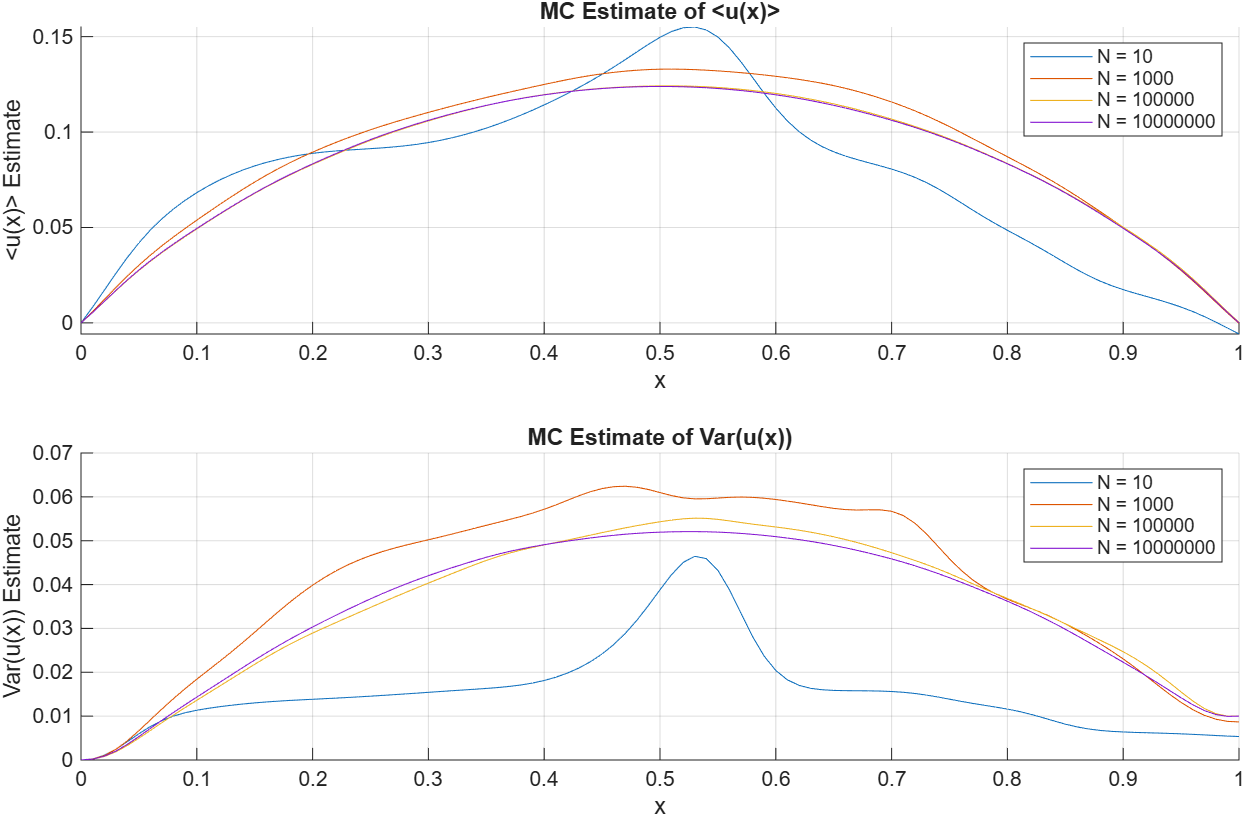 MC Estimate of <u(x)>
<u(x)> Estimate
0.15
0.1
0.05
0
N = 10
N = 1000
N = 100000
N = 10000000
0 0.1 0.2 0.3 0.4 0.5 0.6 0.7 0.8 0.9 1
x
MC Estimate of Var(u(x))
Var(u(x)) Estimate
0.07
0.06
0.05
0.04
0.03
0.02
0.01
0
N = 10
N = 1000
N = 100000
N = 10000000
0 0.1 0.2 0.3 0.4 0.5 0.6 0.7 0.8 0.9 1
x